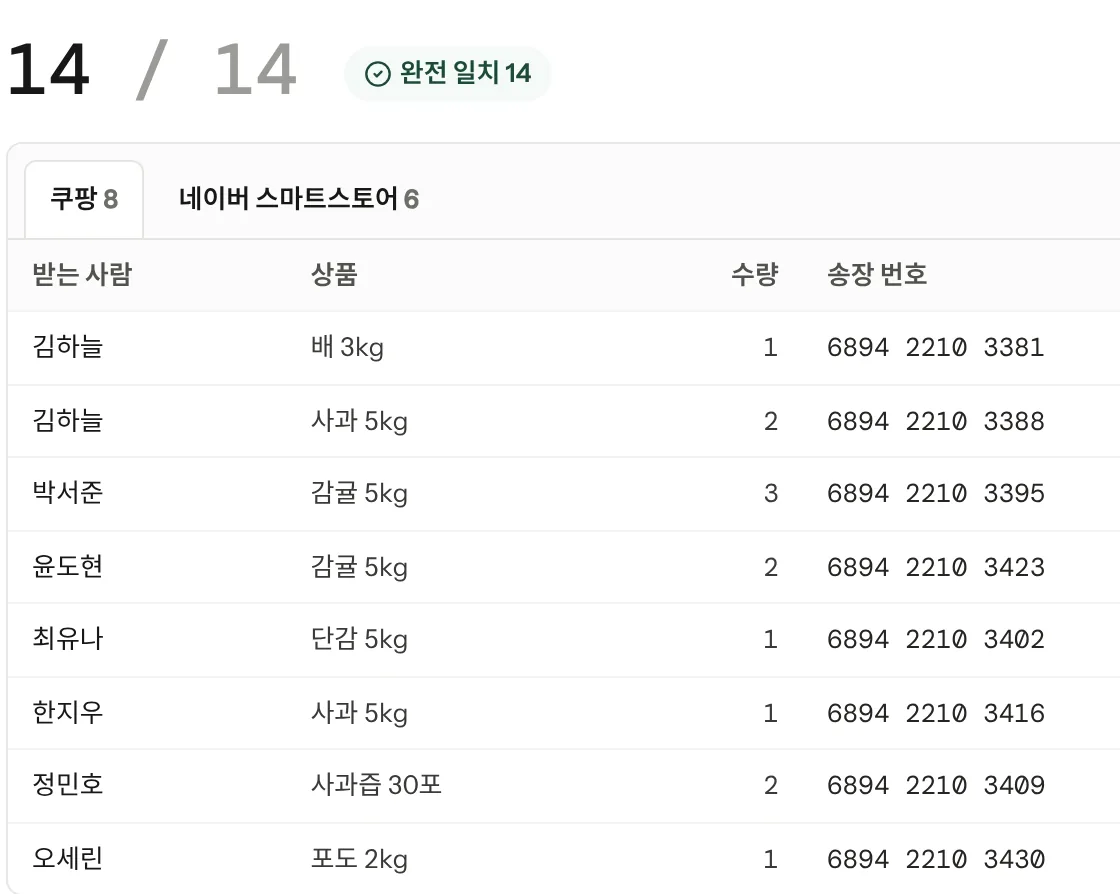 14 / 14 완전 일치 14
쿠팡 8 네이버 스마트스토어 6
받는 사람 상품 수량 송장 번호
김하늘 배 3kg 1 6894 2210 3381
김하늘 사과 5kg 2 6894 2210 3388
박서준 감귤 5kg 3 6894 2210 3395
윤도현 감귤 5kg 2 6894 2210 3423
최유나 단감 5kg 1 6894 2210 3402
한지우 사과 5kg 1 6894 2210 3416
정민호 사과즙 30포 2 6894 2210 3409
오세린 포도 2kg 1 6894 2210 3430